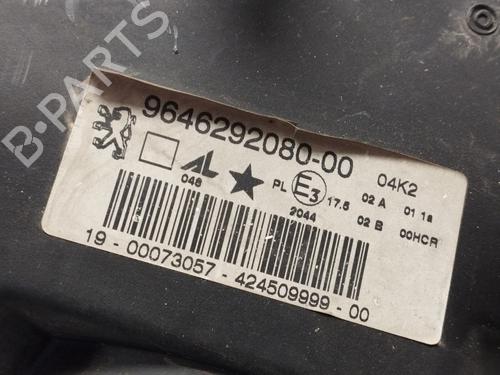 B-PARTS
9646292080-00
04K2
AL
046
PL
E3
2044
17.5
02 A
01 1a
02 B
00HCR
19 - 00073057 - 424509999 - 00